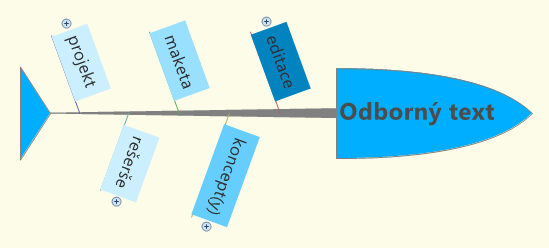 projekt
maketa
editace
Odborný text
rešerše
koncept(y)